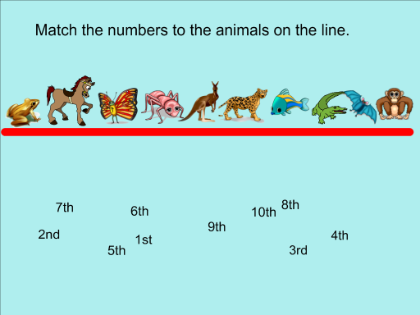 Match the numbers to the animals on the line.
7th
6th
10th
8th
2nd
1st
9th
4th
5th
3rd